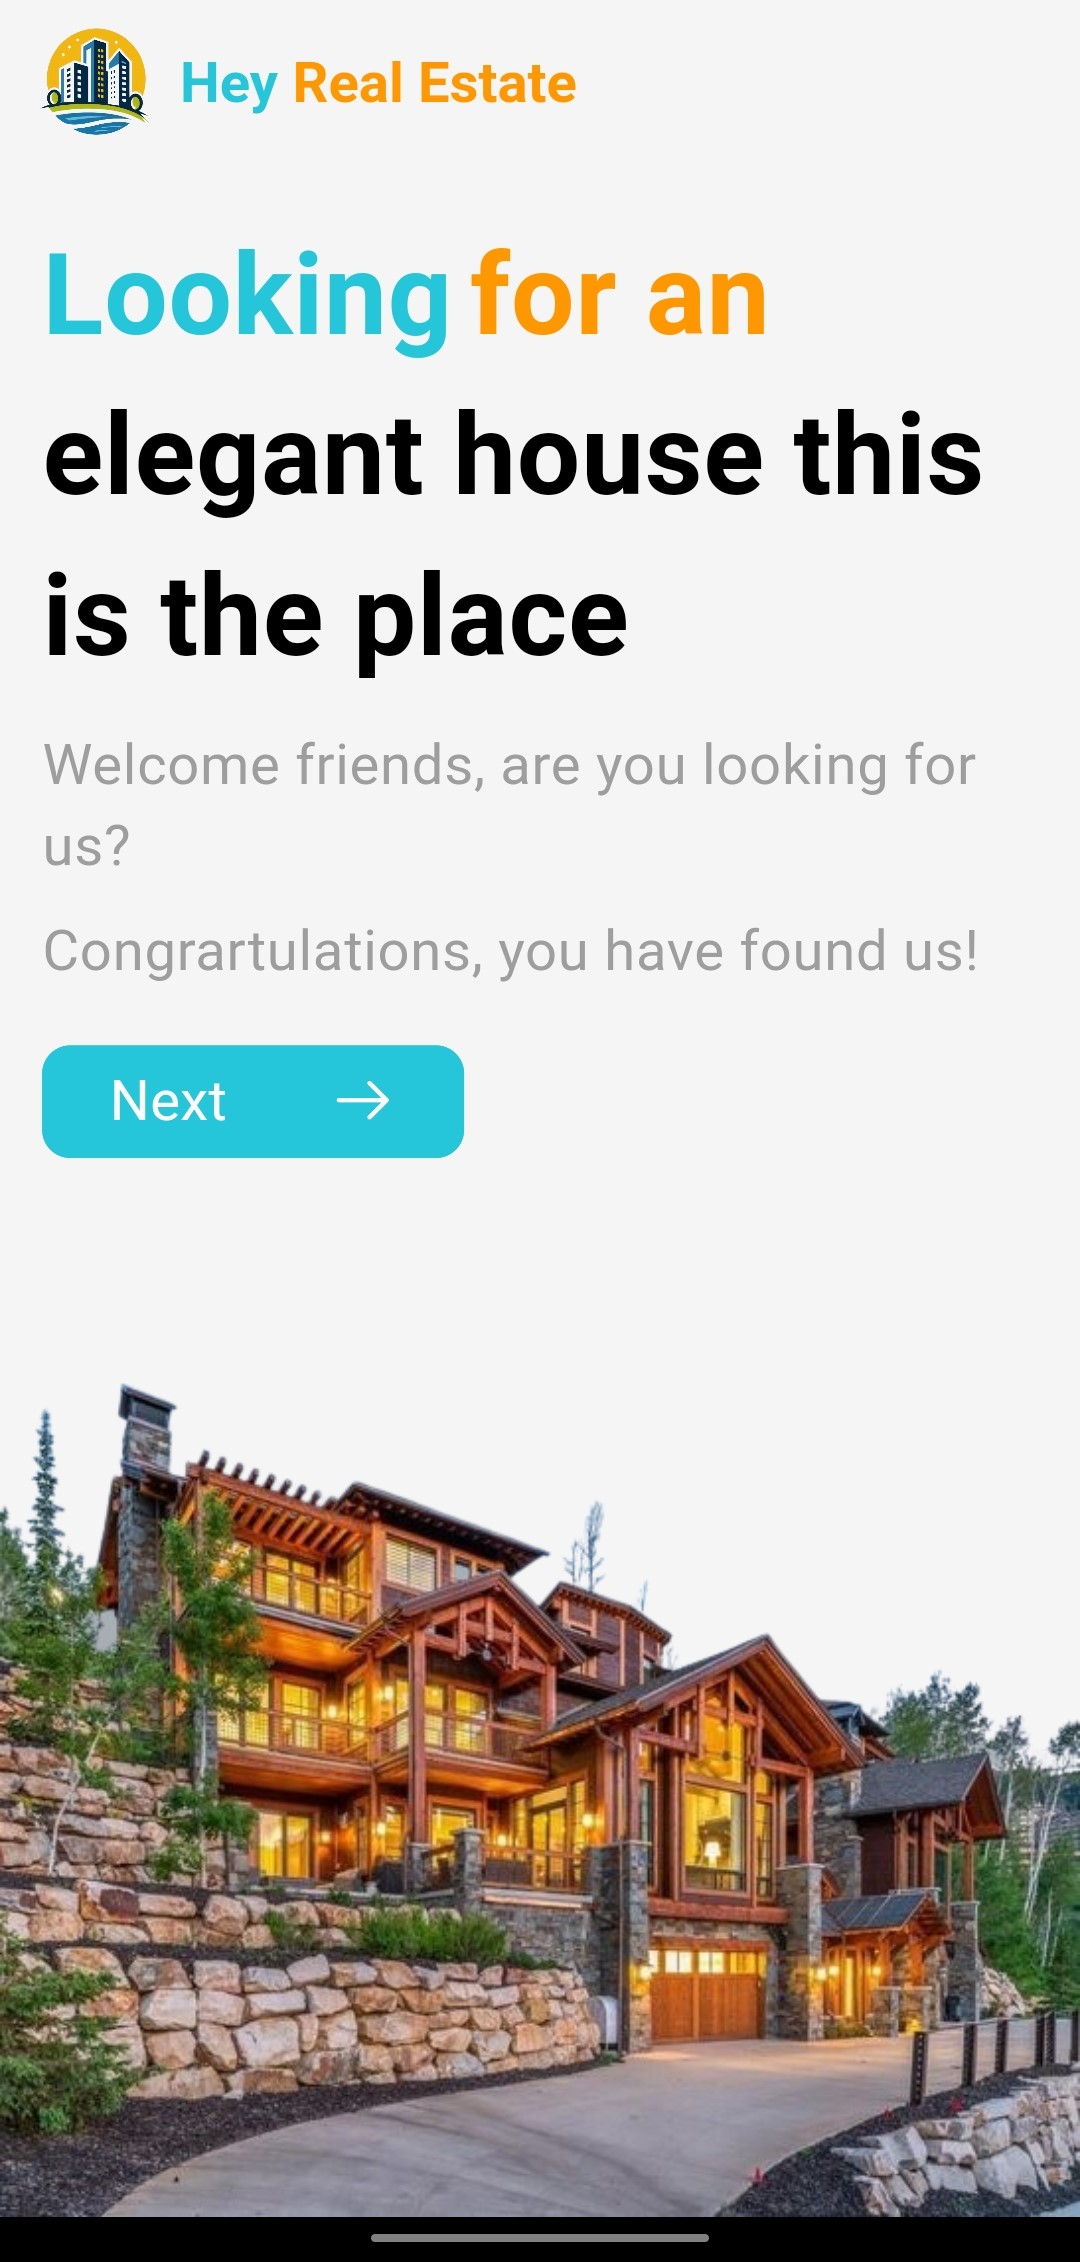 Hey Real Estate
Looking for an
elegant house this
is the place
Welcome friends, are you looking for
us?
Congrartulations, you have found us!
Next